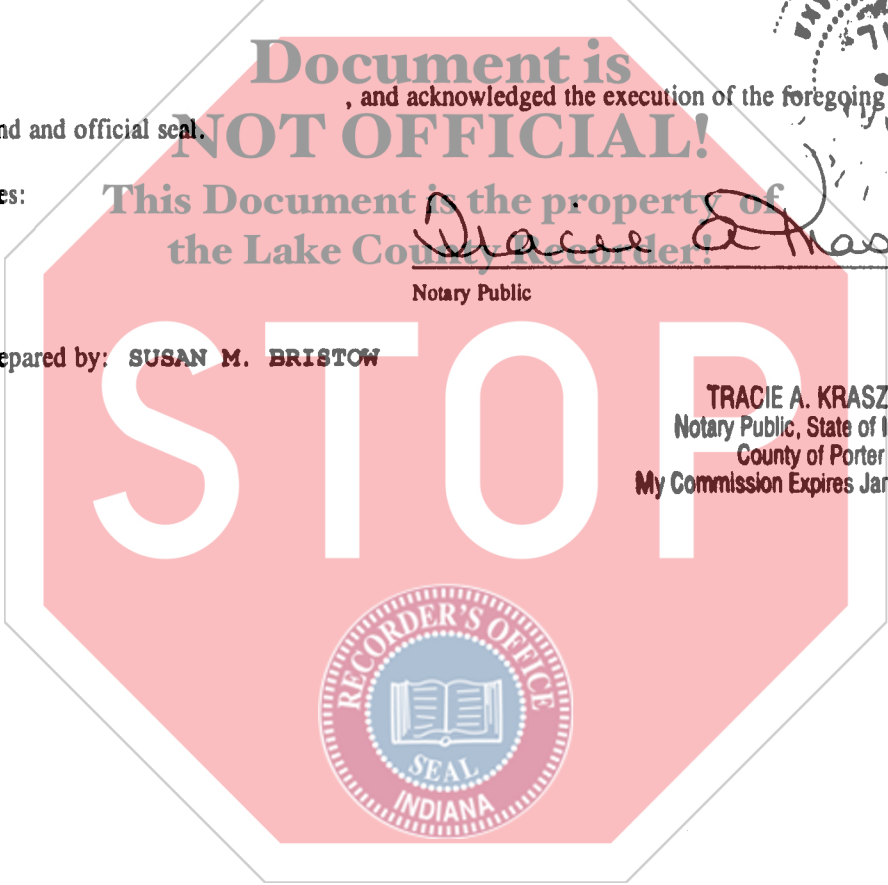 Document is
, and acknowledged the execution of the foregoing
nd and official seal.
NOT OFFICIAL!
es:
This Document is the property of
the Lake County Recorder!
Tracie A Kras
Notary Public
epared by: SUSAN M. BRISTOW
STOP
TRACIE A. KRASZ
Notary Public, State of I
County of Porter
My Commission Expires Jan
RECORDER'S OFFICE
SEAL
INDIANA